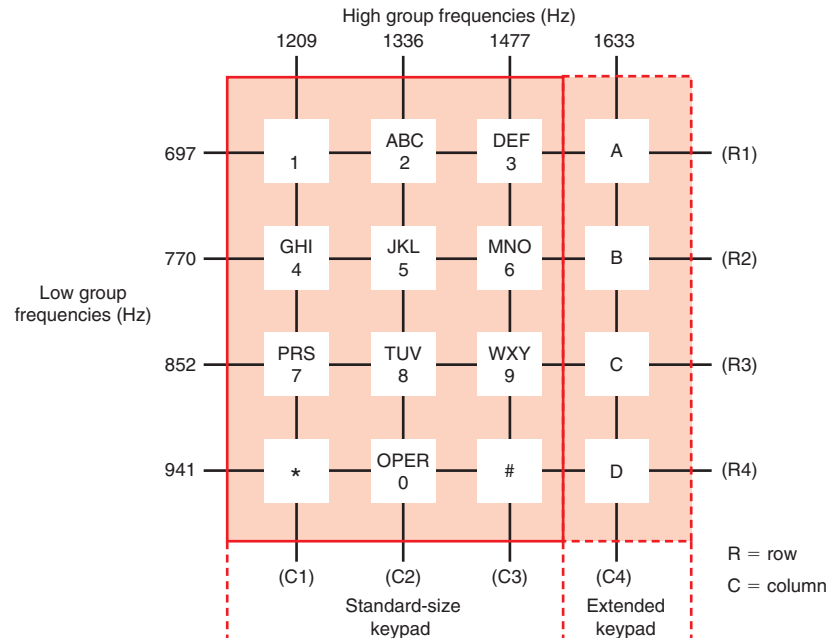 High group frequencies (Hz)
1209 1336 1477 1633
697 1 ABC 2 DEF 3 A (R1)
770 GHI 4 JKL 5 MNO 6 B (R2)
Low group
frequencies (Hz)
852 PRS 7 TUV 8 WXY 9 C (R3)
941 * OPER 0 # D (R4)
R = row
C = column
(C1) (C2) (C3) (C4)
Standard-size
keypad
Extended
keypad